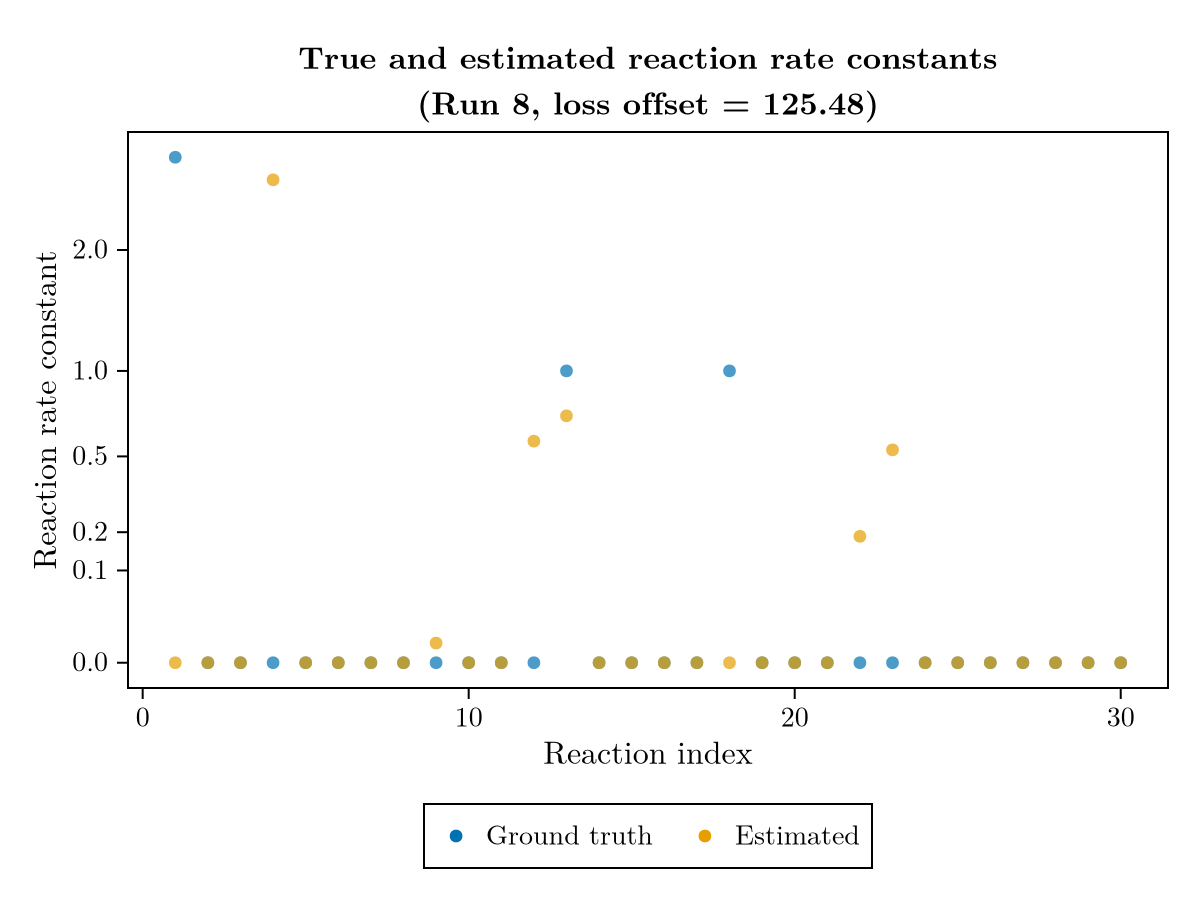 True and estimated reaction rate constants
(Run 8, loss offset = 125.48)
Reaction rate constant
2.0
1.0
0.5
0.2
0.1
0.0
0 10 20 30
Reaction index
Ground truth Estimated